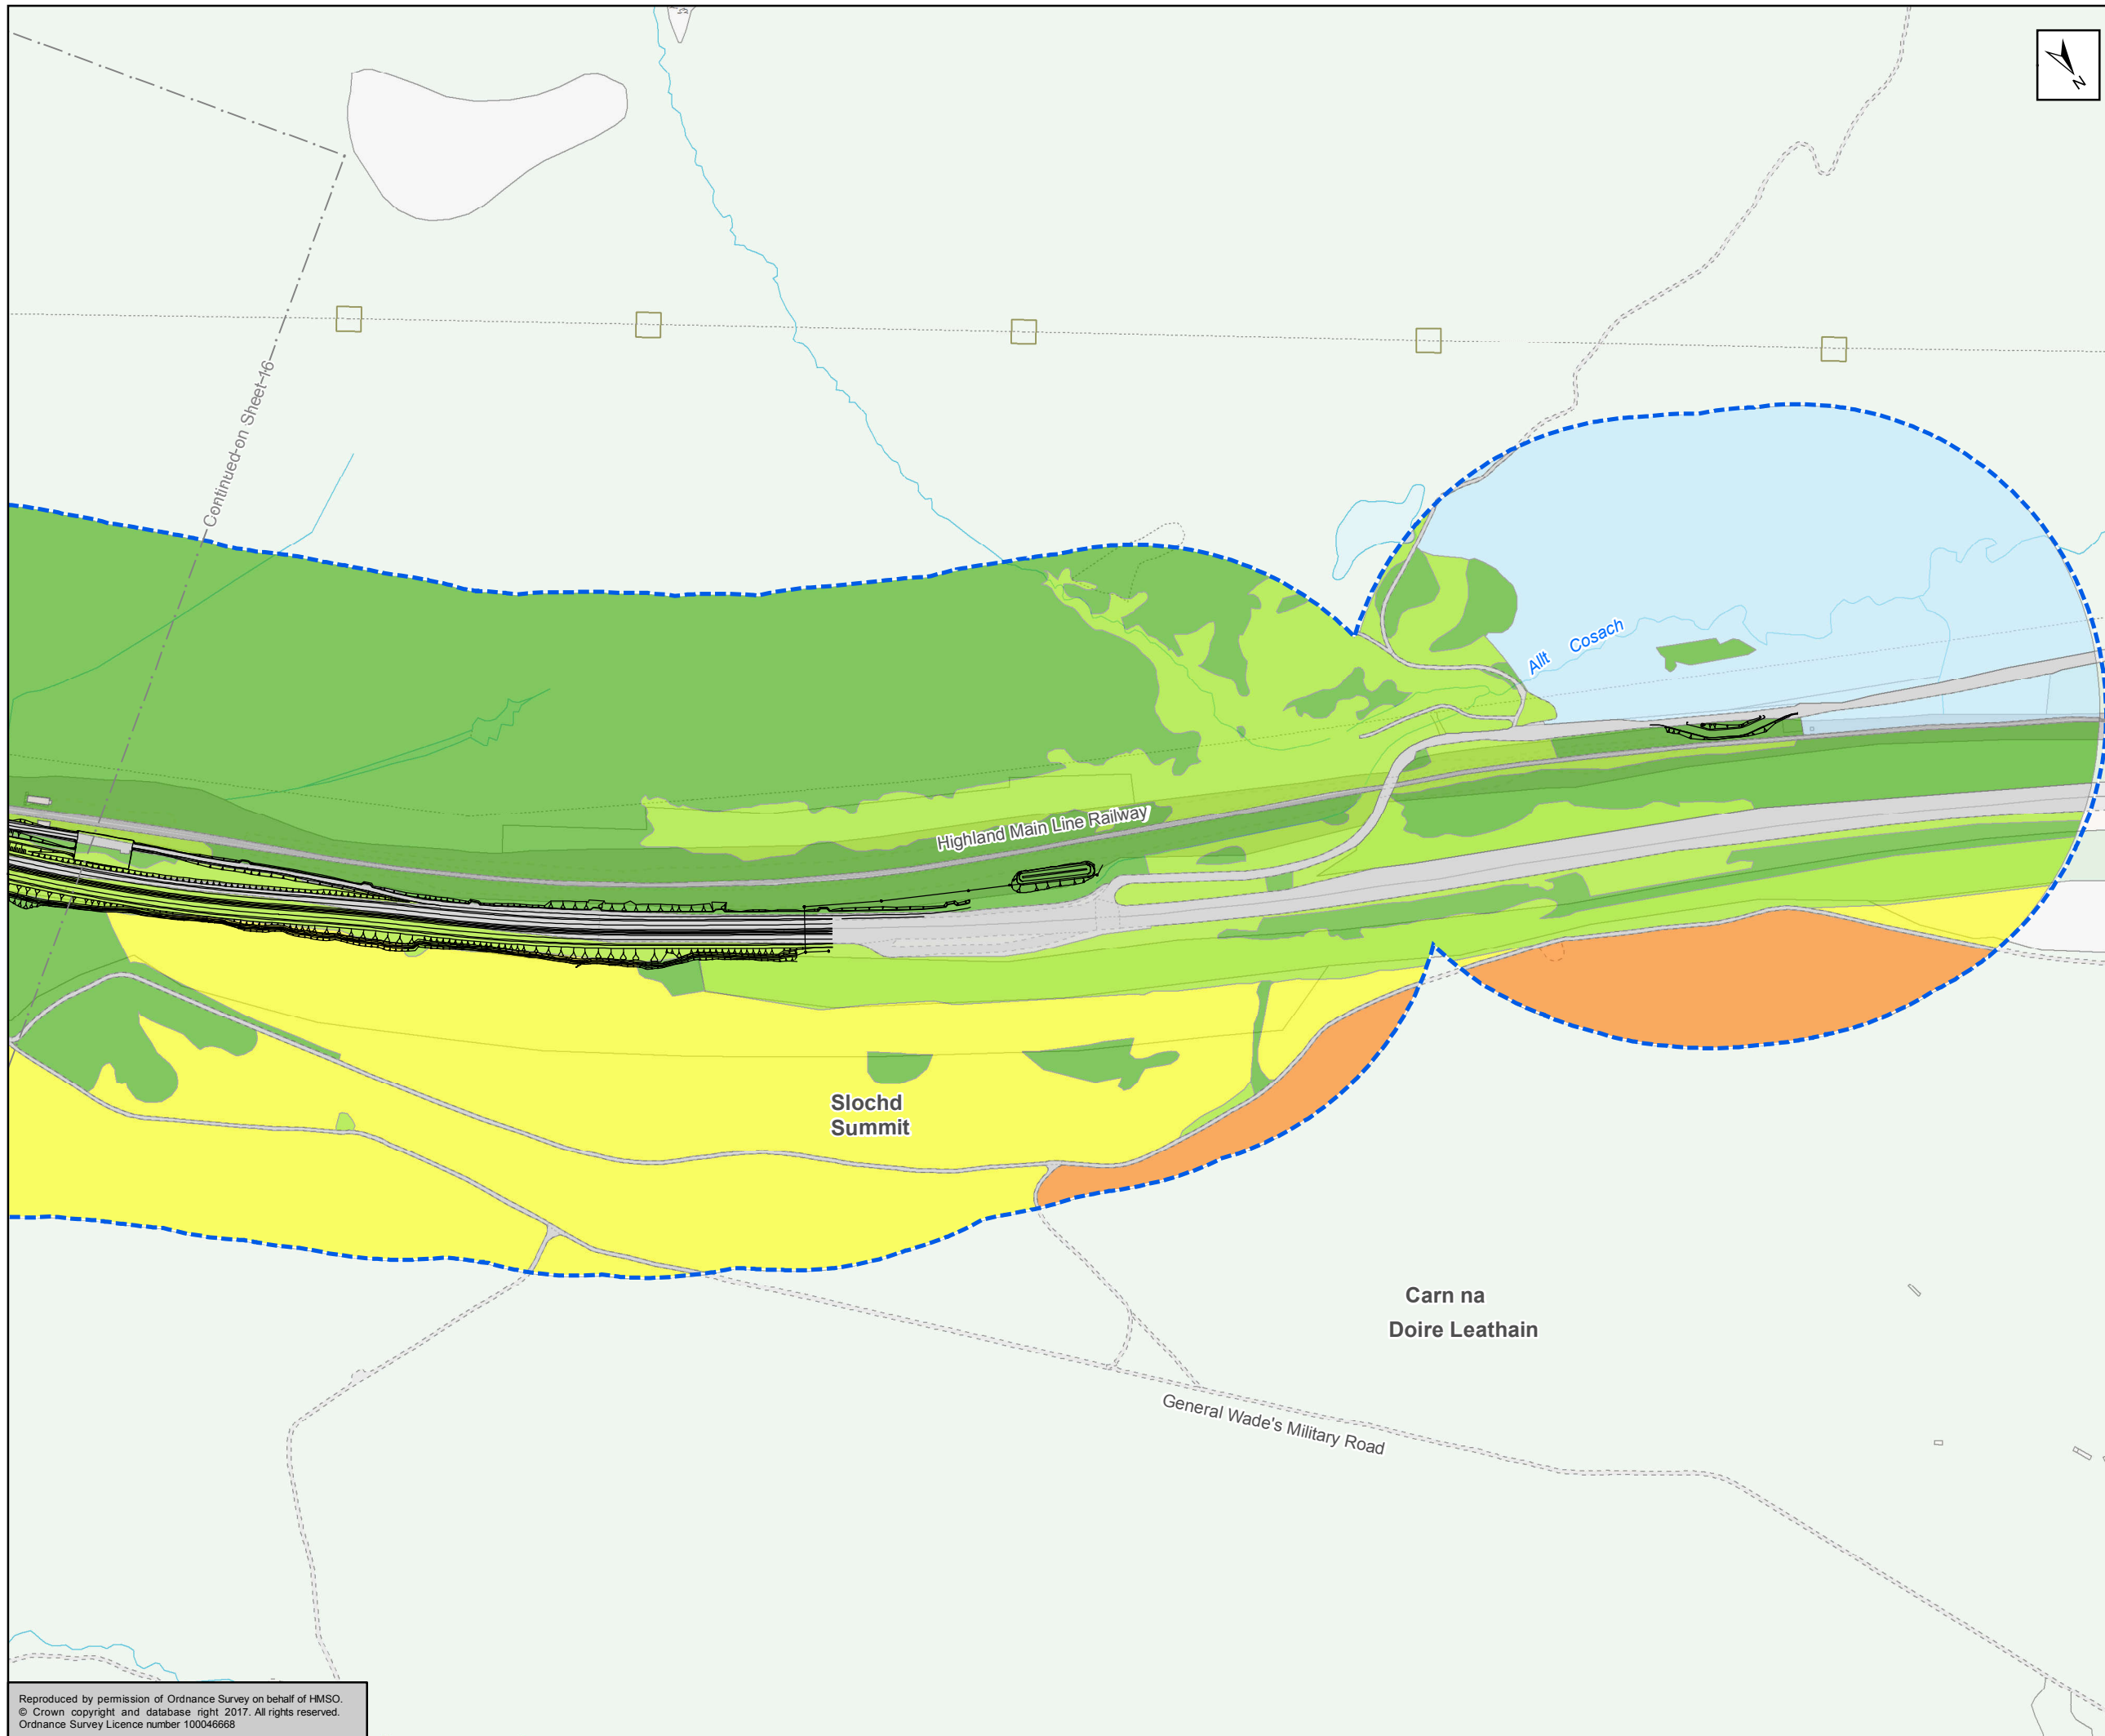 N
Continued on Sheet 16
Allt Cosach
Highland Main Line Railway
Slochd
Summit
Carn na
Doire Leathain
General Wade's Military Road
Reproduced by permission of Ordnance Survey on behalf of HMSO.
© Crown copyright and database right 2017. All rights reserved.
Ordnance Survey Licence number 100046668